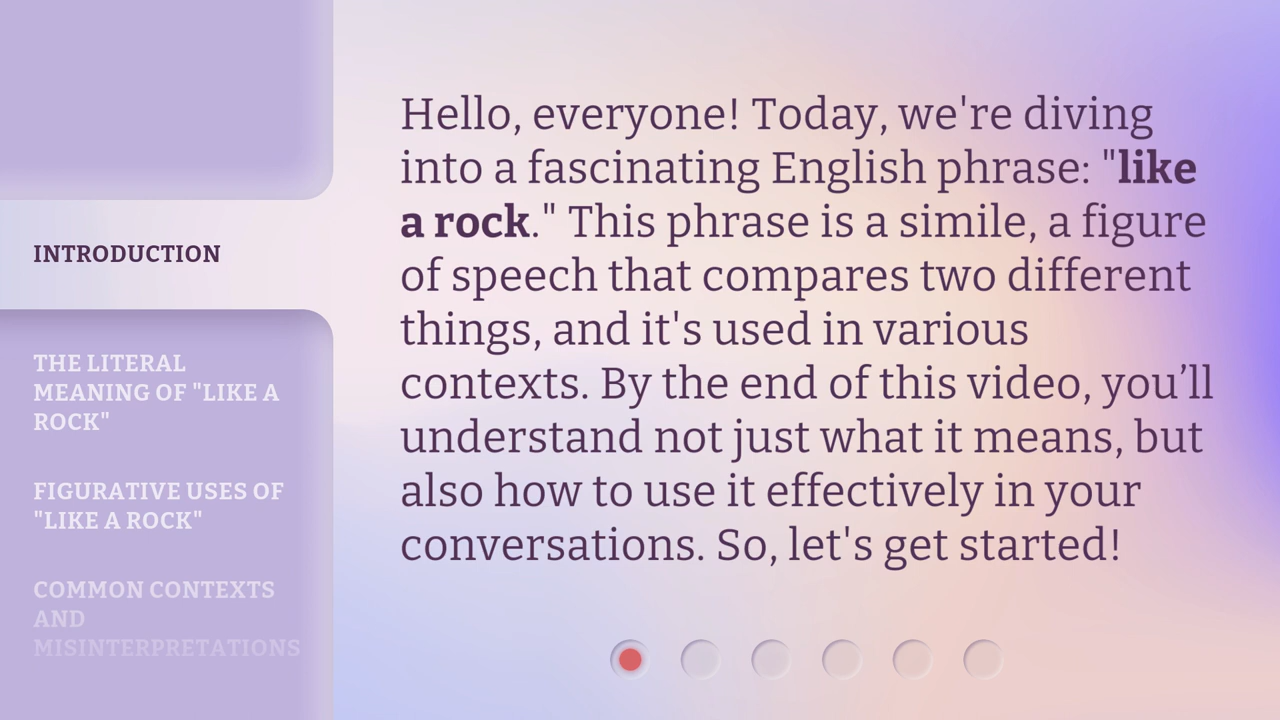 INTRODUCTION
THE LITERAL
MEANING OF "LIKE A
ROCK"
FIGURATIVE USES OF
"LIKE A ROCK"
COMMON CONTEXTS
AND
MISINTERPRETATIONS
Hello, everyone! Today, we're diving
into a fascinating English phrase: "like
a rock." This phrase is a simile, a figure
of speech that compares two different
things, and it's used in various
contexts. By the end of this video, you’ll
understand not just what it means, but
also how to use it effectively in your
conversations. So, let's get started!